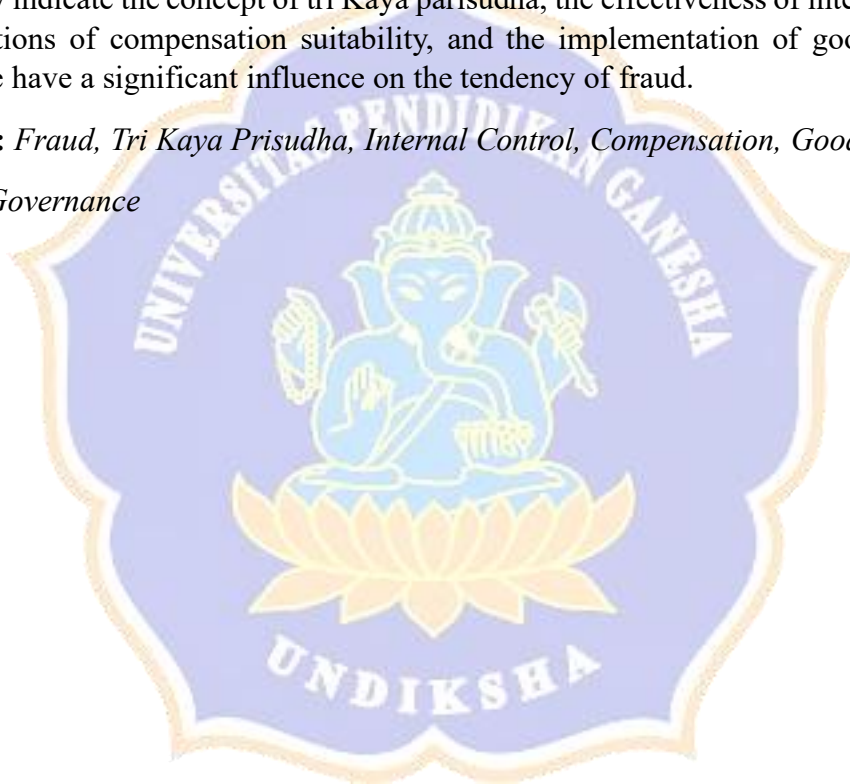 indicate the concept of tri Kaya parisudha, the effectiveness of
tions of compensation suitability, and the implementation of
have a significant influence on the tendency of fraud.
: Fraud, Tri Kaya Prisudha, Internal Control, Compensation,
Governance
UNIVERSITAS PENDIDIKAN GANESHA
UNDIKSHA